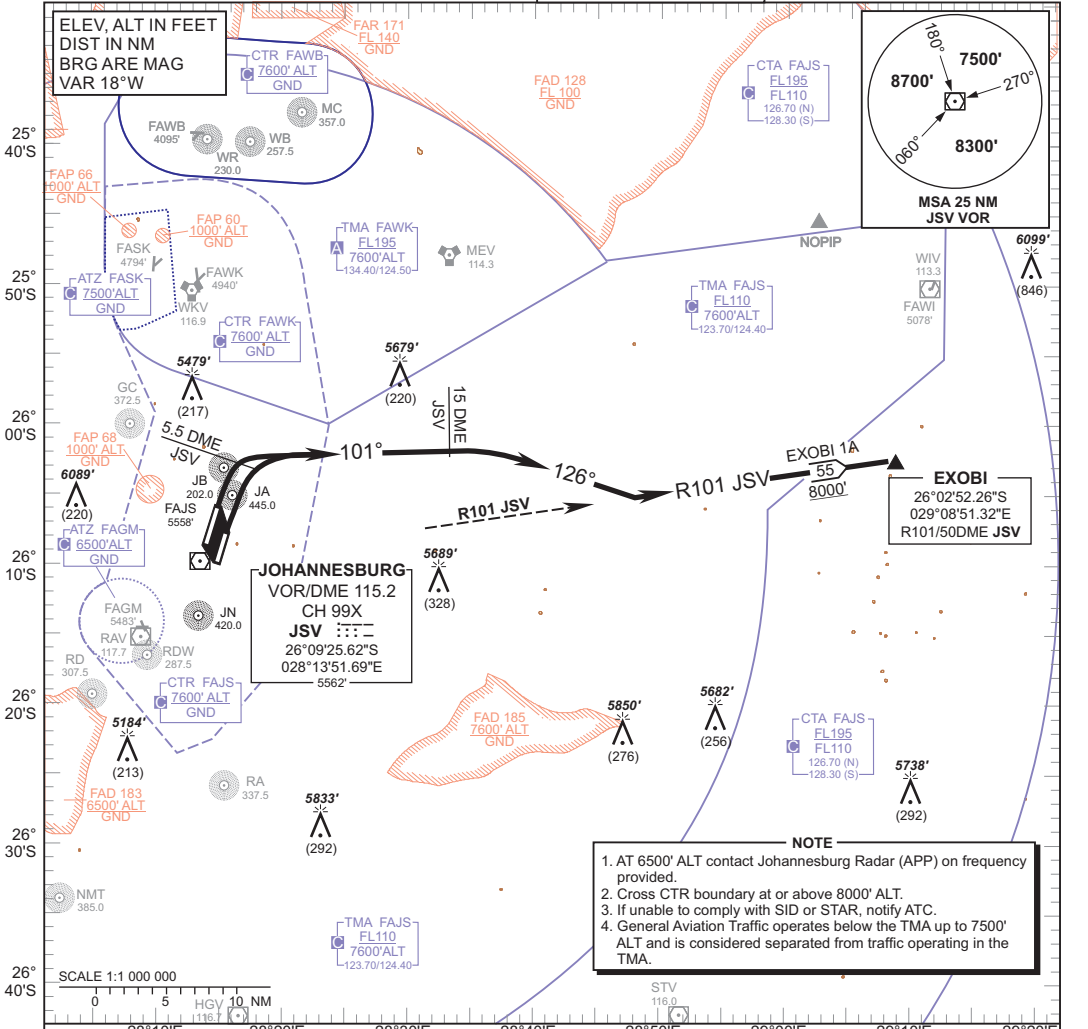 ELEV, ALT IN FEET
DIST IN NM
BRG ARE MAG
VAR 18°W
FAR 171
FL 140
GND
CTR FAWB
C
7600' ALT
GND
FAD 128
FL 100
GND
CTA FAJS
C
FL195
FL110
126.70 (N)
128.30 (S)
180°
7500'
8700'
270°
060°
8300'
MSA 25 NM
JSV VOR
MC
357.0
FAWB
4095'
WB
257.5
WR
230.0
25°
40'S
FAP 66
1000' ALT
GND
FAP 60
1000' ALT
GND
FASK
4794'
TMA FAWK
A
FL195
7600'ALT
134.40/124.50
MEV
114.3
NOPIP
WIV
113.3
FAWI
5078'
6099'
(846)
25°
50'S
ATZ FASK
C
7500'ALT
GND
FAWK
4940'
WKV
116.9
CTR FAWK
C
7600' ALT
GND
TMA FAJS
C
FL110
7600'ALT
123.70/124.40
5479'
(217)
5679'
(220)
GC
372.5
26°
00'S
15 DME
JSV
5.5 DME
JSV
101°
126°
R101 JSV
EXOBI 1A
55
8000'
EXOBI
26°02'52.26"S
029°08'51.32"E
R101/50DME JSV
FAP 68
1000' ALT
GND
6089'
(220)
JB
202.0
JA
445.0
FAJS
5558'
R101 JSV
ATZ FAGM
C
6500'ALT
GND
26°
10'S
5689'
(328)
JOHANNESBURG
VOR/DME 115.2
CH 99X
JSV
26°09'25.62"S
028°13'51.69"E
5562'
FAGM
5483'
JN
420.0
RAV
117.7
RDW
287.5
RD
307.5
CTR FAJS
C
7600' ALT
GND
26°
20'S
5184'
(213)
FAD 185
7600' ALT
GND
5850'
(276)
5682'
(256)
CTA FAJS
C
FL195
FL110
126.70 (N)
128.30 (S)
RA
337.5
FAD 183
6500' ALT
GND
5833'
(292)
5738'
(292)
26°
30'S
NOTE
1. AT 6500' ALT contact Johannesburg Radar (APP) on frequency
provided.
2. Cross CTR boundary at or above 8000' ALT.
3. If unable to comply with SID or STAR, notify ATC.
4. General Aviation Traffic operates below the TMA up to 7500'
ALT and is considered separated from traffic operating in the
TMA.
NMT
385.0
TMA FAJS
C
FL110
7600'ALT
123.70/124.40
26°
40'S
SCALE 1:1 000 000
0 5 10 NM
HGV
116.7
STV
116.0